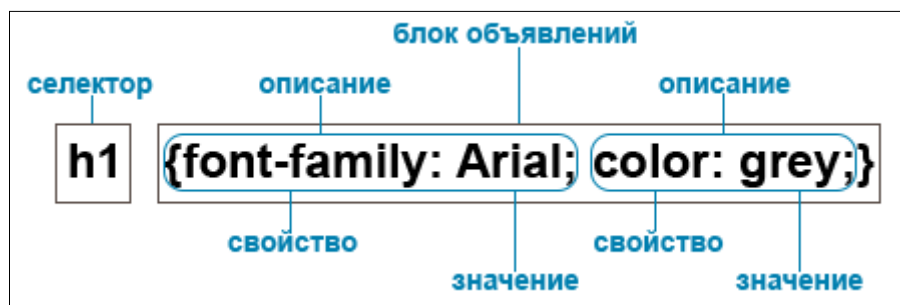 блок объявлений
селектор описание описание
h1 {font-family: Arial; color: grey;}
свойство свойство
значение значение